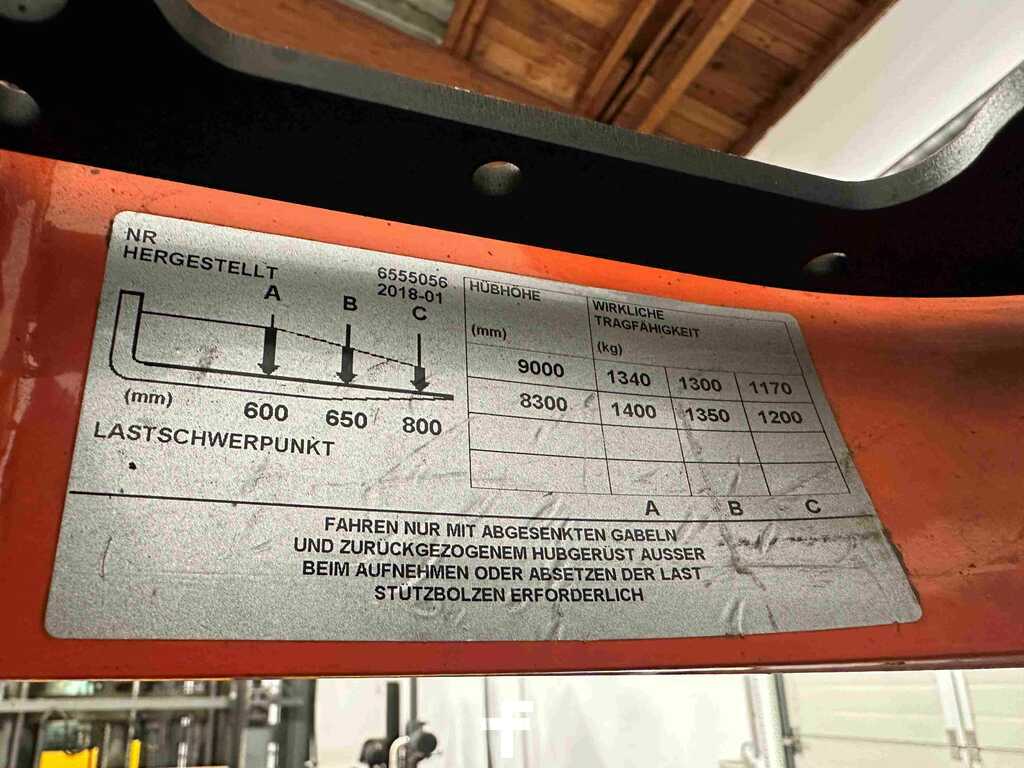 NR 6555056
HERGESTELLT 2018-01
A B C
(mm) 600 650 800
LASTSCHWERPUNKT
HÜBHÖHE WIRKLICHE
TRAGFÄHIGKEIT
(mm) (kg)
9000 1340 1300 1170
8300 1400 1350 1200
A B C
FAHREN NUR MIT ABGESENKTEN GABELN
UND ZURÜCKGEZOGENEM HUBGERÜST AUSSER
BEIM AUFNEHMEN ODER ABSETZEN DER LAST
STÜTZBOLZEN ERFORDERLICH